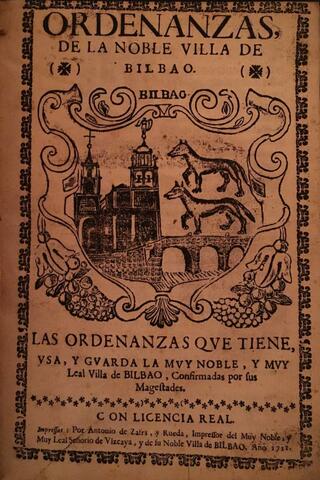 ORDENANZAS,
DE LA NOBLE VILLA DE
BILBAO.
BILBAO
LAS ORDENANZAS QVE TIENE,
VSA, Y GVARDA LA MVY NOBLE, Y MVY
Leal Villa de BILBAO, Confirmadas por sus
Magestades.
CON LICENCIA REAL.
Impressas: Por Antonio de Zafra, y Rueda, Impressor del Muy Noble, y
Muy Leal Señorio de Vizcaya, y de su Noble Villa de BILBAO. Año